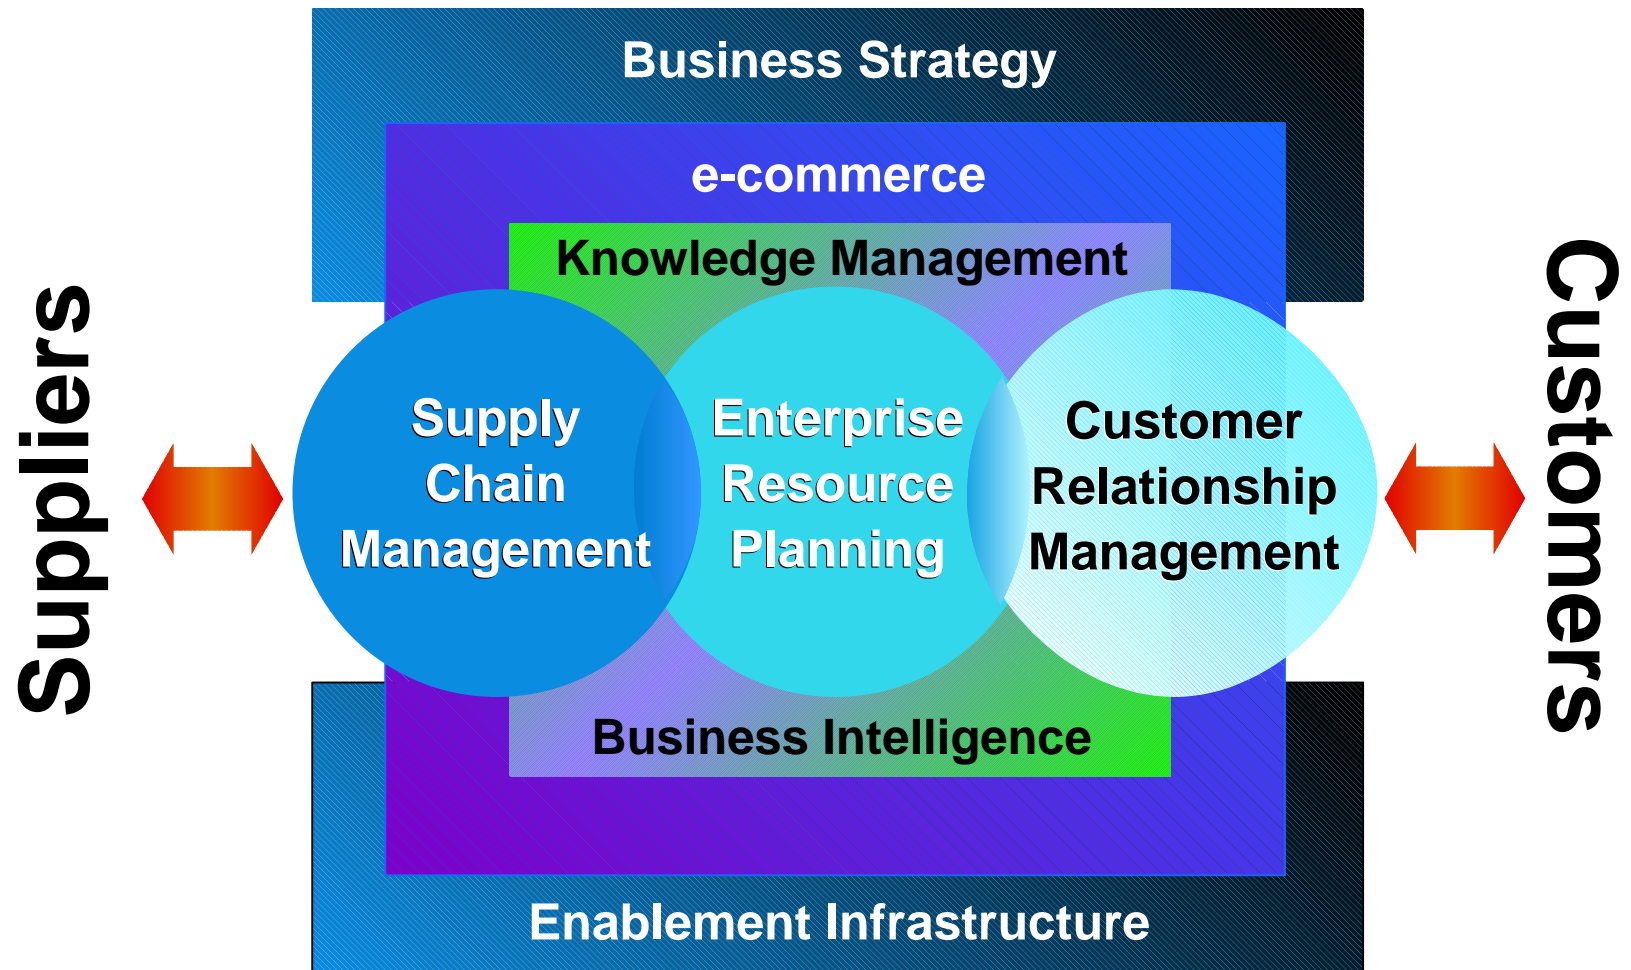 Business Strategy
e-commerce
Knowledge Management
Suppliers
Supply
Chain
Management
Enterprise
Resource
Planning
Customer
Relationship
Management
Customers
Business Intelligence
Enablement Infrastructure